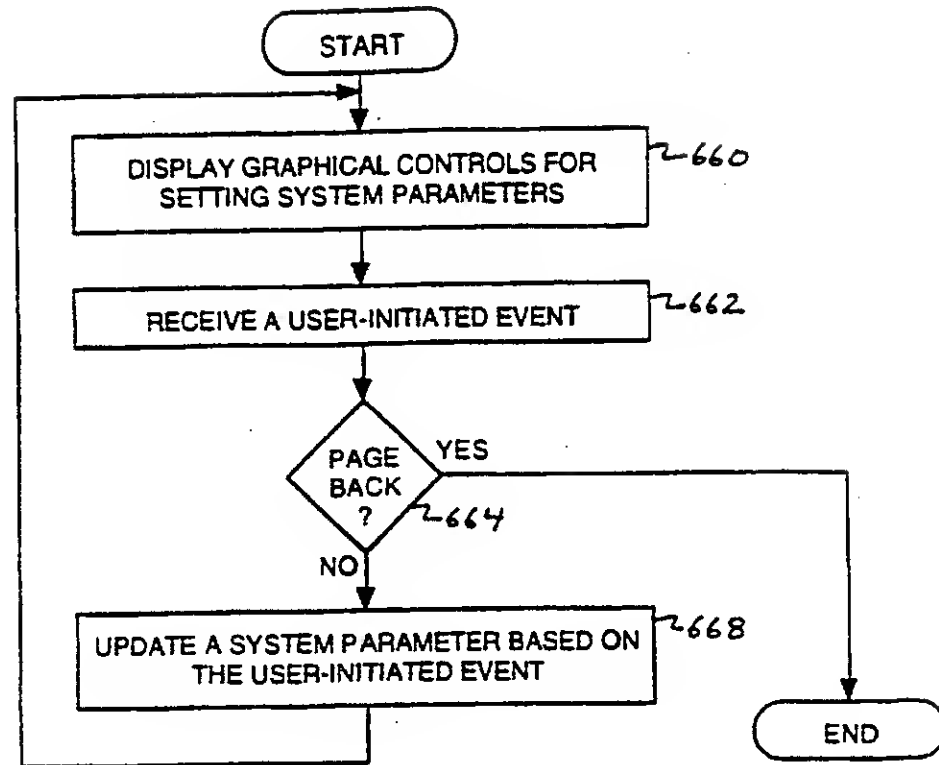 START
DISPLAY GRAPHICAL CONTROLS FOR
SETTING SYSTEM PARAMETERS
660
RECEIVE A USER-INITIATED EVENT
662
PAGE
BACK
?
YES
664
NO
UPDATE A SYSTEM PARAMETER BASED ON
THE USER-INITIATED EVENT
668
END